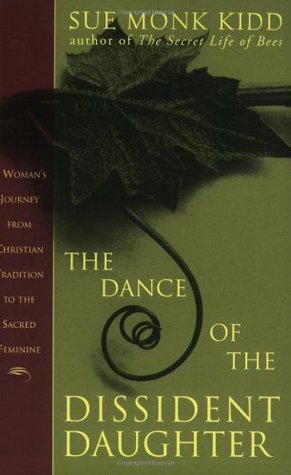 SUE MONK KIDD
author of The Secret Life of Bees
WOMAN'S
JOURNEY
FROM
CHRISTIAN
TRADITION
TO THE
SACRED
FEMININE
THE
DANCE
OF THE
DISSIDENT
DAUGHTER